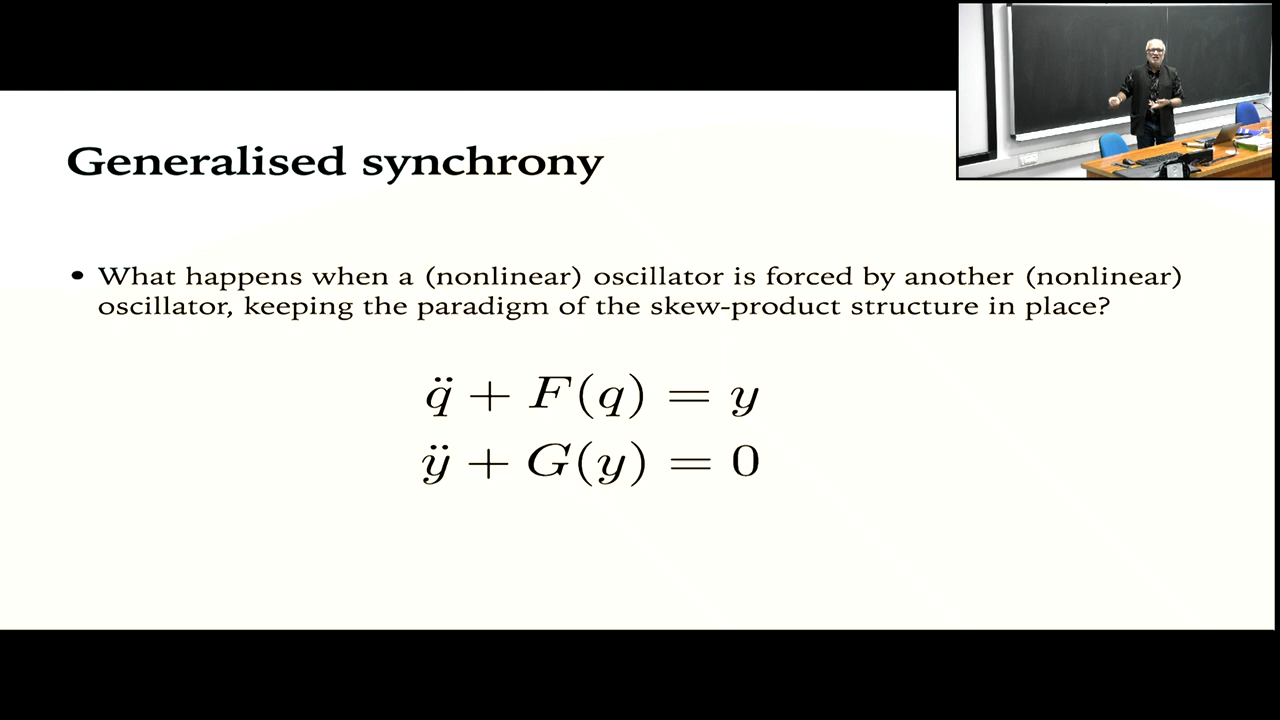 Generalised synchrony
• What happens when a (nonlinear) oscillator is forced by another (nonlinear)
oscillator, keeping the paradigm of the skew-product structure in place?
q̈ + F(q) = y
ÿ + G(y) = 0